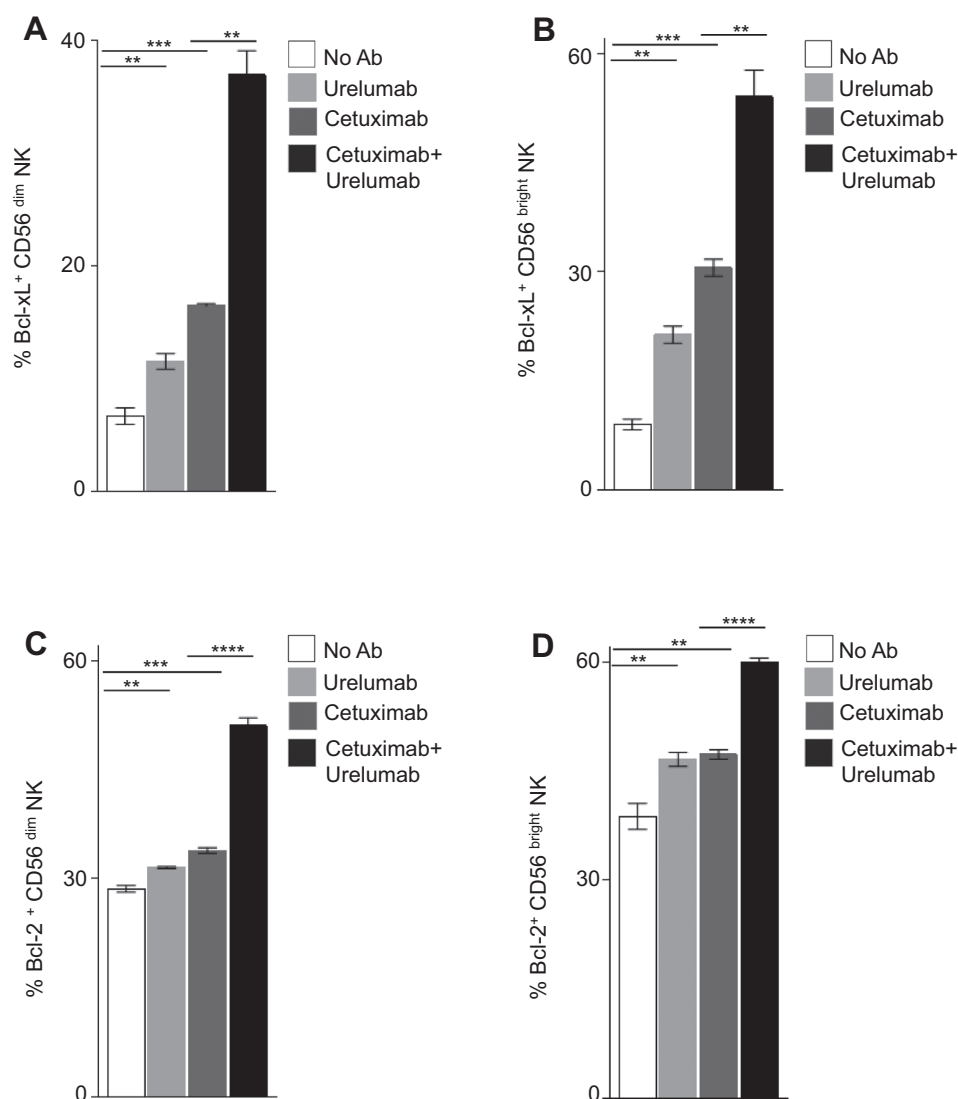 A
40
20
0
% Bcl-xL+ CD56 dim NK
***
**
**
No Ab
Urelumab
Cetuximab
Cetuximab+
Urelumab
B
60
30
0
% Bcl-xL+ CD56 bright NK
***
**
**
No Ab
Urelumab
Cetuximab
Cetuximab+
Urelumab
C
60
30
0
% Bcl-2 + CD56 dim NK
****
***
**
No Ab
Urelumab
Cetuximab
Cetuximab+
Urelumab
D
60
30
0
% Bcl-2+ CD56 bright NK
****
**
**
No Ab
Urelumab
Cetuximab
Cetuximab+
Urelumab